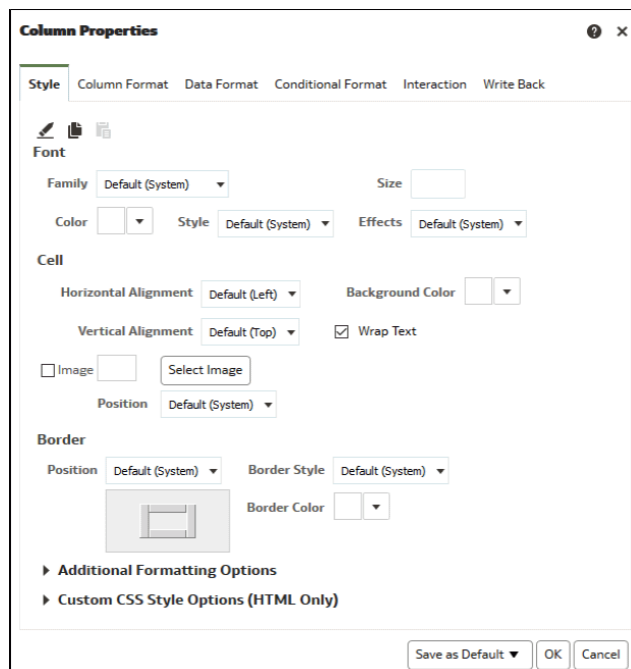 Column Properties
Style Column Format Data Format Conditional Format Interaction Write Back
Font
Family Default (System) Size
Color Style Default (System) Effects Default (System)
Cell
Horizontal Alignment Default (Left) Background Color
Vertical Alignment Default (Top) Wrap Text
Image Select Image
Position Default (System)
Border
Position Default (System) Border Style Default (System)
Border Color
Additional Formatting Options
Custom CSS Style Options (HTML Only)
Save as Default OK Cancel